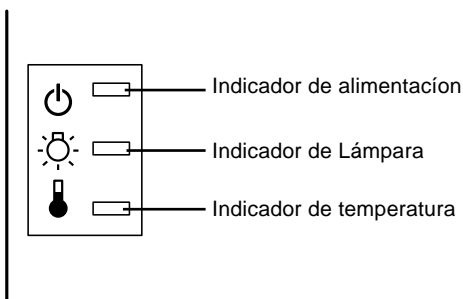 Indicador de alimentacíon
Indicador de Lámpara
Indicador de temperatura